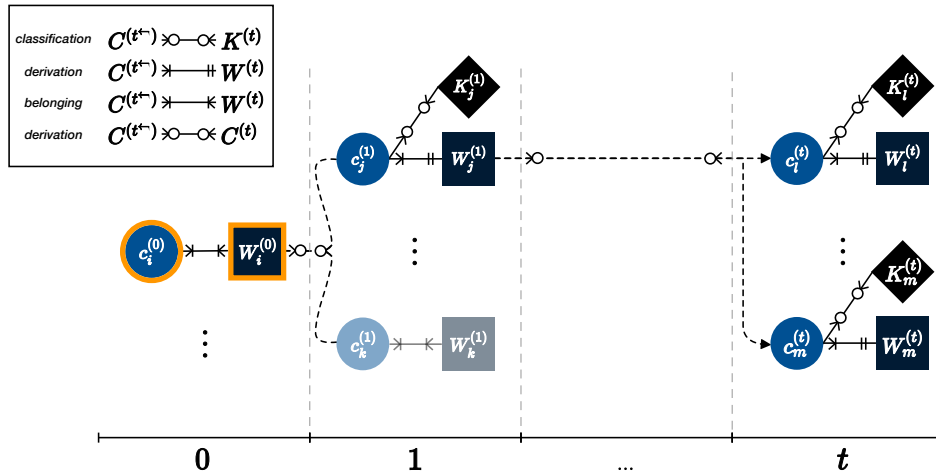 classification C^(t←) K^(t)
derivation C^(t←) W^(t)
belonging C^(t←) W^(t)
derivation C^(t←) C^(t)
K_j^(1) K_l^(t)
c_j^(1) W_j^(1) c_l^(t) W_l^(t)
c_i^(0) W_i^(0) ⋮ ⋮
K_m^(t)
⋮ c_k^(1) W_k^(1) c_m^(t) W_m^(t)
0 1 ... t